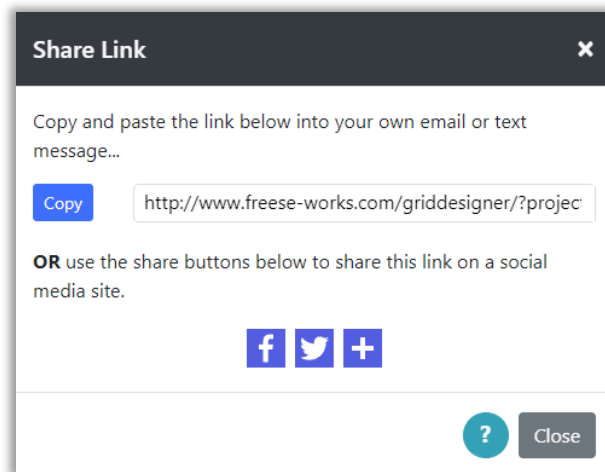 Share Link
Copy and paste the link below into your own email or text
message...
Copy
http://www.freese-works.com/griddesigner/?projec
OR use the share buttons below to share this link on a social
media site.
?
Close